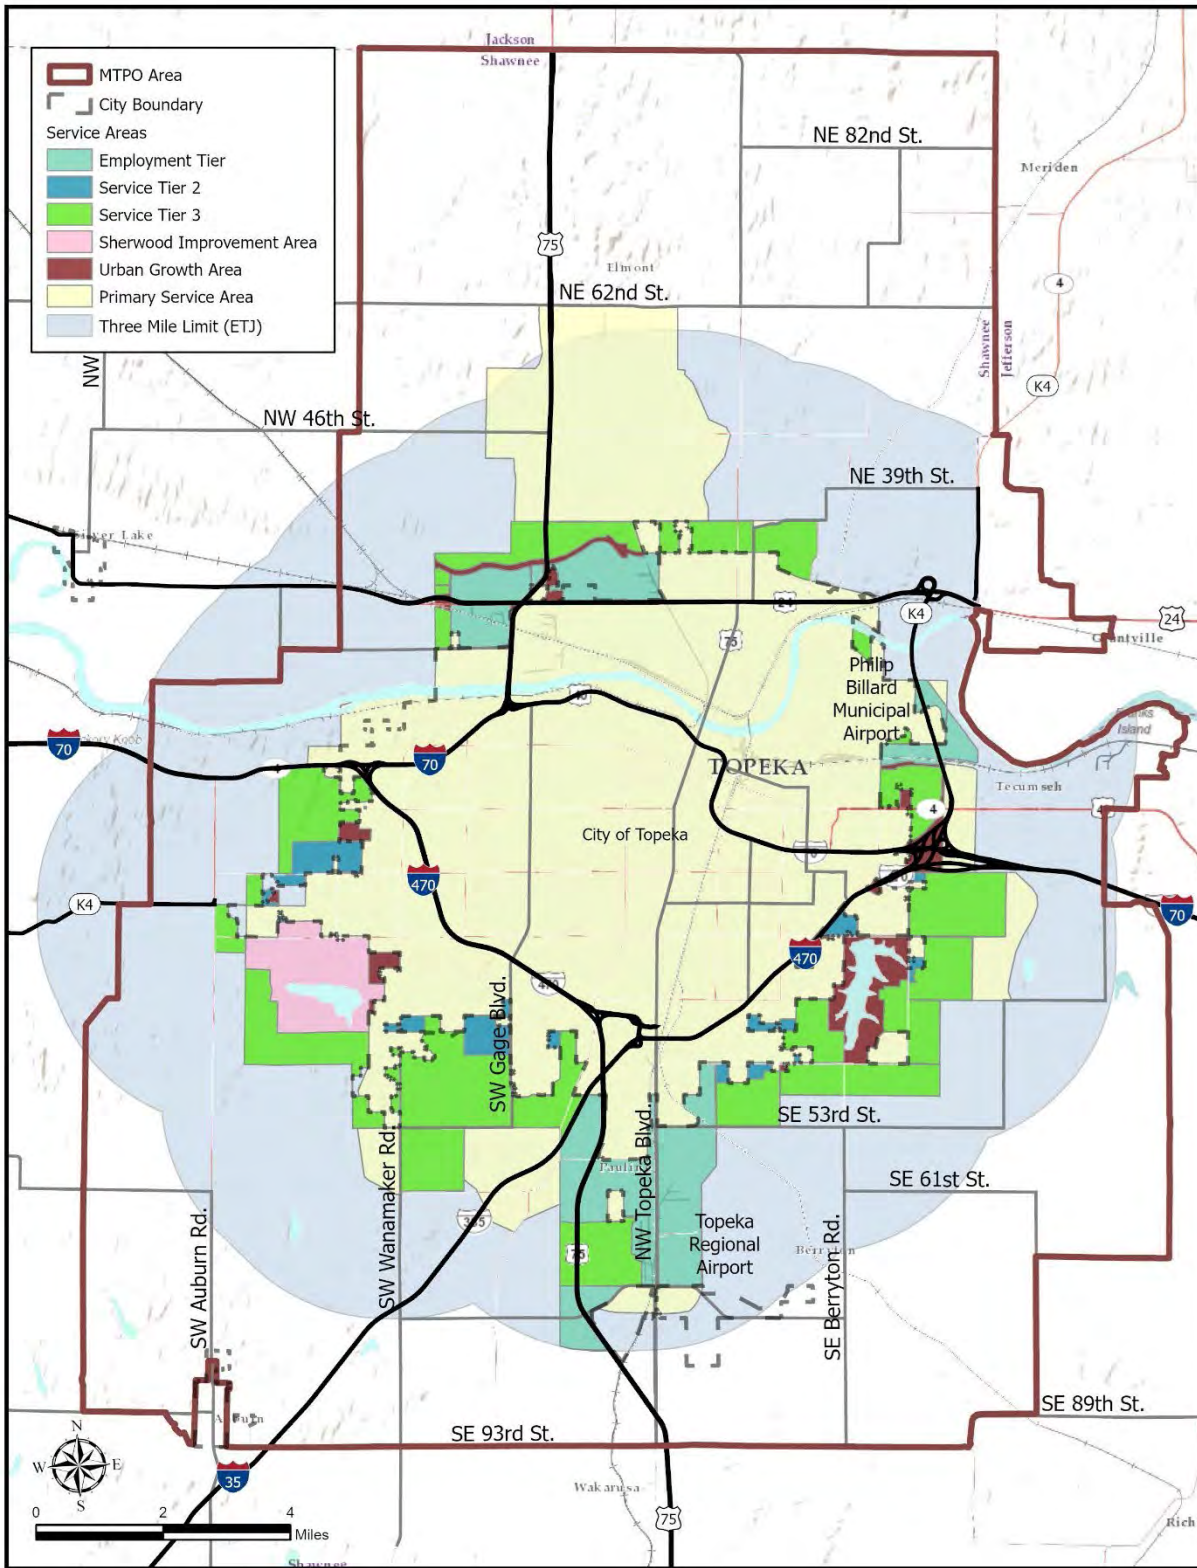 Jackson
Shawnee
MTPO Area
City Boundary
Service Areas
Employment Tier
Service Tier 2
Service Tier 3
Sherwood Improvement Area
Urban Growth Area
Primary Service Area
Three Mile Limit (ETJ)
NE 82nd St.
Meriden
75
Elmont
4
NE 62nd St.
Shawnee
Jefferson
NW
K4
NW 46th St.
NE 39th St.
24
K4
24
75
Philip
Billard
Municipal
Airport
Island
70
70
TOPEKA
Tecumseh
4
City of Topeka
470
K4
70
470
SW Gage Blvd.
SE 53rd St.
SW Wanamaker Rd.
NW Topeka Blvd.
SE 61st St.
SW Auburn Rd.
Topeka
Regional
Airport
75
SE Berryton Rd.
Berryton
SE 89th St.
SE 93rd St.
N
W
E
S
35
Wakarusa
75
0
2
4
Miles
Rich
Shawnee